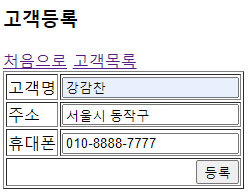 고객등록
처음으로 고객목록
고객명 강감찬
주소 서울시 동작구
휴대폰 010-8888-7777
등록